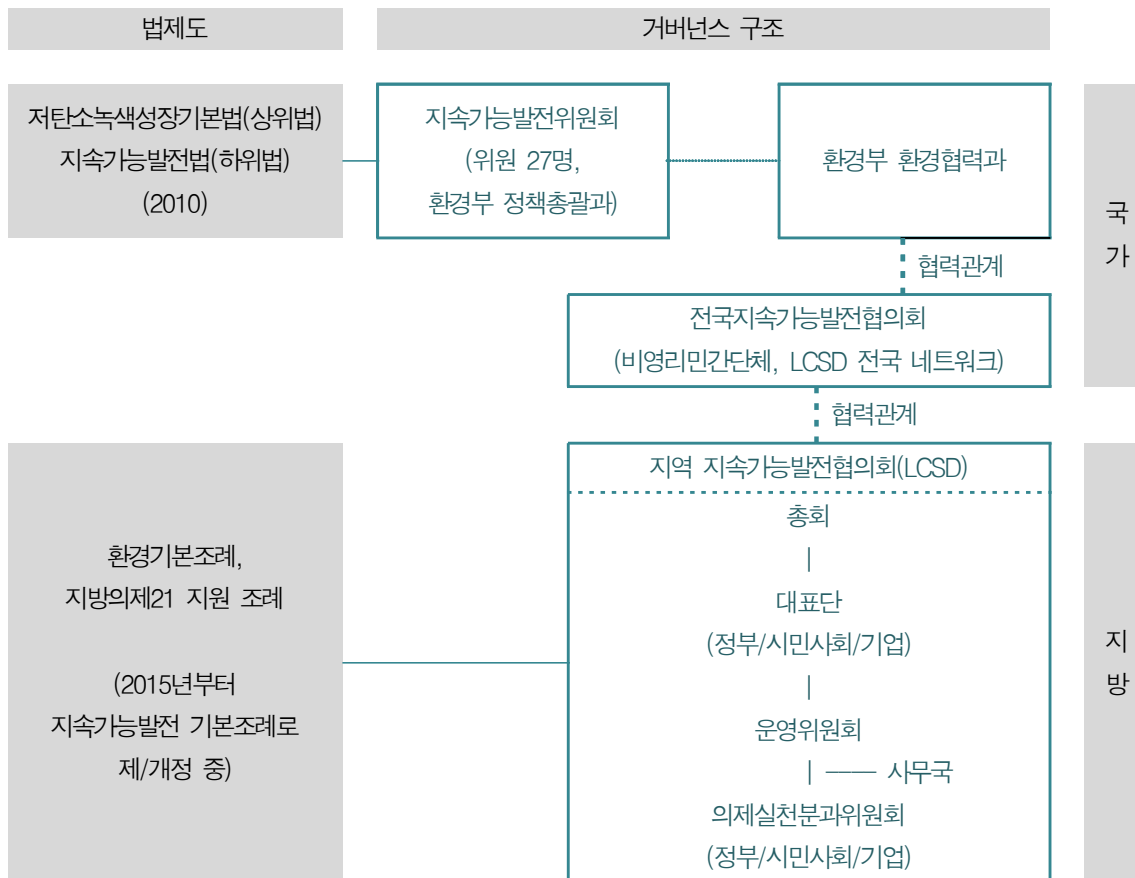 법제도
거버넌스 구조
저탄소녹색성장기본법(상위법)
지속가능발전법(하위법)
(2010)
지속가능발전위원회
(위원 27명,
환경부 정책총괄과)
환경부 환경협력과
국
가
협력관계
전국지속가능발전협의회
(비영리민간단체, LCSD 전국 네트워크)
협력관계
환경기본조례,
지방의제21 지원 조례
(2015년부터
지속가능발전 기본조례로
제/개정 중)
지역 지속가능발전협의회(LCSD)
총회
대표단
(정부/시민사회/기업)
운영위원회
사무국
의제실천분과위원회
(정부/시민사회/기업)
지
방